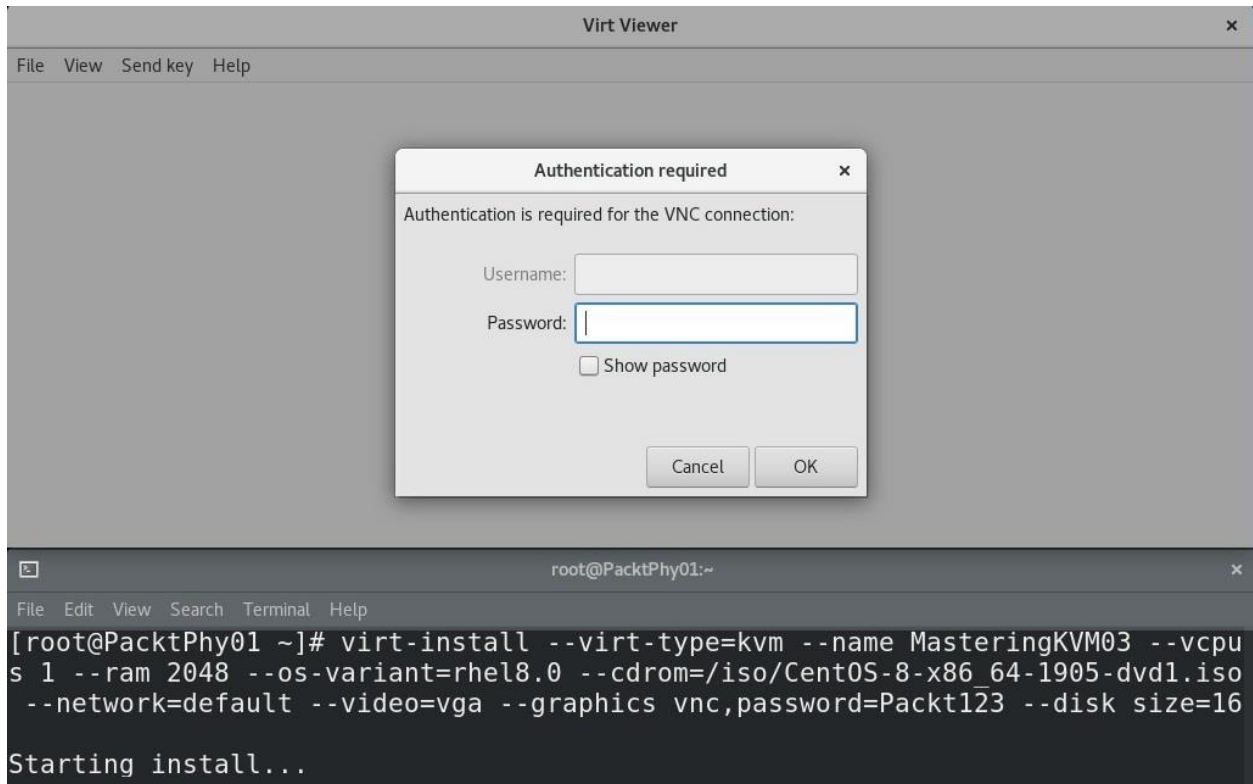 Virt Viewer
File View Send key Help
Authentication required
Authentication is required for the VNC connection:
Username:
Password:
Show password
Cancel OK
root@PacktPhy01:~
File Edit View Search Terminal Help
[root@PacktPhy01 ~]# virt-install --virt-type=kvm --name MasteringKVM03 --vcpu
s 1 --ram 2048 --os-variant=rhel8.0 --cdrom=/iso/CentOS-8-x86_64-1905-dvd1.iso
--network=default --video=vga --graphics vnc,password=Packt123 --disk size=16
Starting install...